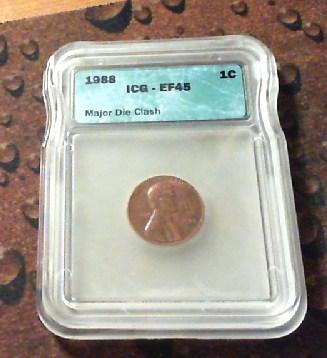 1988 1C
ICG - EF45
Major Die Clash